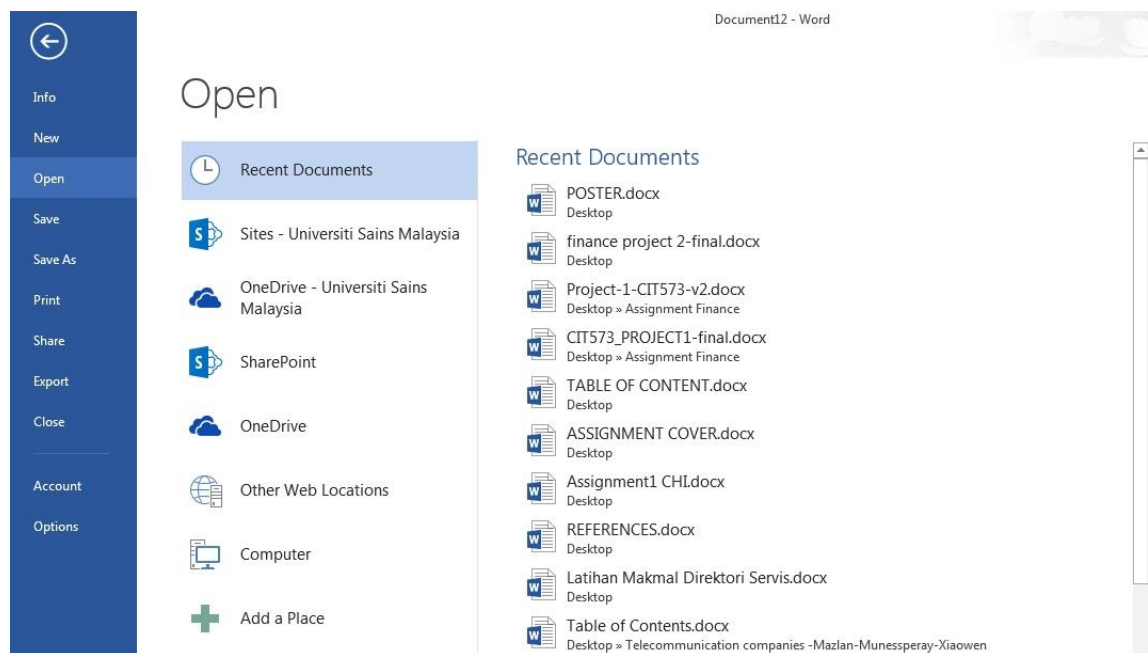 Document12 - Word
Info
New
Open
Save
Save As
Print
Share
Export
Close
Account
Options
Open
Recent Documents
Sites - Universiti Sains Malaysia
OneDrive - Universiti Sains
Malaysia
SharePoint
OneDrive
Other Web Locations
Computer
Add a Place
Recent Documents
POSTER.docx
Desktop
finance project 2-final.docx
Desktop
Project-1-CIT573-v2.docx
Desktop » Assignment Finance
CIT573_PROJECT1-final.docx
Desktop » Assignment Finance
TABLE OF CONTENT.docx
Desktop
ASSIGNMENT COVER.docx
Desktop
Assignment1 CHI.docx
Desktop
REFERENCES.docx
Desktop
Latihan Makmal Direktori Servis.docx
Desktop
Table of Contents.docx
Desktop » Telecommunication companies -Mazlan-Munessperay-Xiaowen